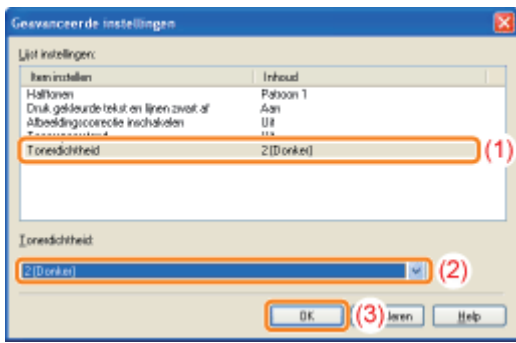 Geavanceerde instellingen
Lijst instellingen:
Item instellen Inhoud
Halftonen Patroon 1
Druk gekleurde tekst en lijnen zwart af Aan
Afbeeldingscorrectie inschakelen Uit
Tonerdichtheid 2 (Donker) (1)
Tonerdichtheid:
2 (Donker) (2)
OK (3) leren Help